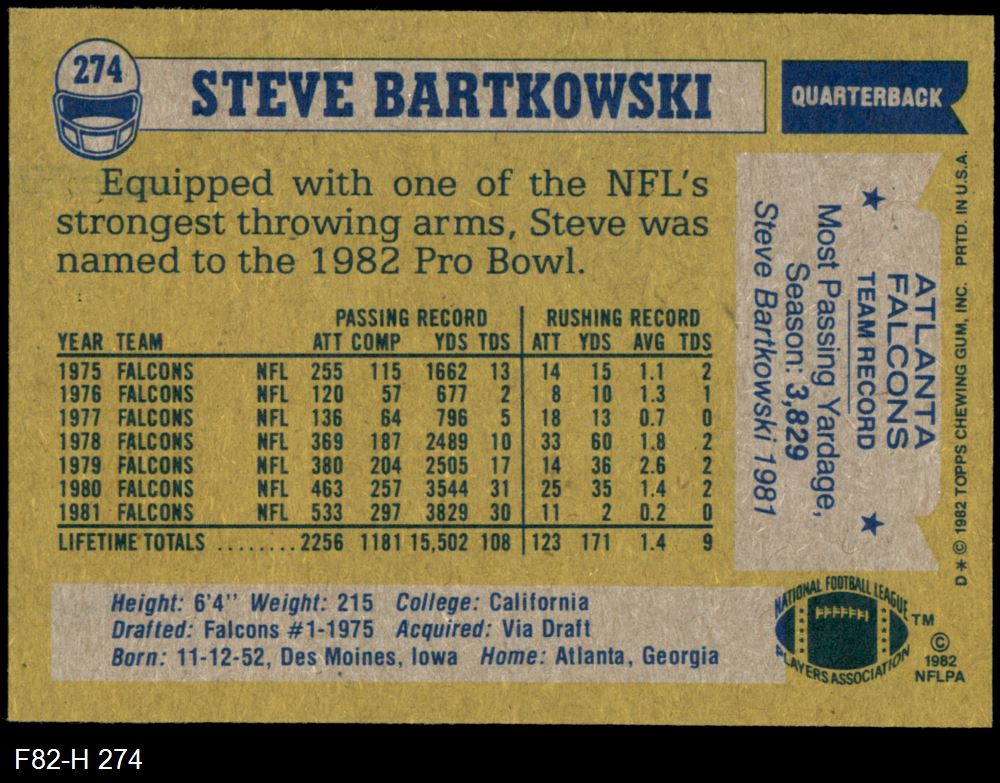 274
STEVE BARTKOWSKI
QUARTERBACK
Equipped with one of the NFL's
strongest throwing arms, Steve was
named to the 1982 Pro Bowl.
PASSING RECORD RUSHING RECORD
YEAR TEAM ATT COMP YDS TDS ATT YDS AVG TDS
1975 FALCONS NFL 255 115 1662 13 14 15 1.1 2
1976 FALCONS NFL 120 57 677 2 8 10 1.3 1
1977 FALCONS NFL 136 64 796 5 18 13 0.7 0
1978 FALCONS NFL 369 187 2489 10 33 60 1.8 2
1979 FALCONS NFL 380 204 2505 17 14 36 2.6 2
1980 FALCONS NFL 463 257 3544 31 25 35 1.4 2
1981 FALCONS NFL 533 297 3829 30 11 2 0.2 0
LIFETIME TOTALS ........ 2256 1181 15,502 108 123 171 1.4 9
Height: 6'4" Weight: 215 College: California
Drafted: Falcons #1-1975 Acquired: Via Draft
Born: 11-12-52, Des Moines, Iowa Home: Atlanta, Georgia
ATLANTA
FALCONS
TEAM RECORD
Most Passing Yardage,
Season: 3,829
Steve Bartkowski 1981
D*© 1982 TOPPS CHEWING GUM, INC. PRTD. IN U.S.A.
NATIONAL FOOTBALL LEAGUE
PLAYERS ASSOCIATION
TM
©
1982
NFLPA
F82-H 274